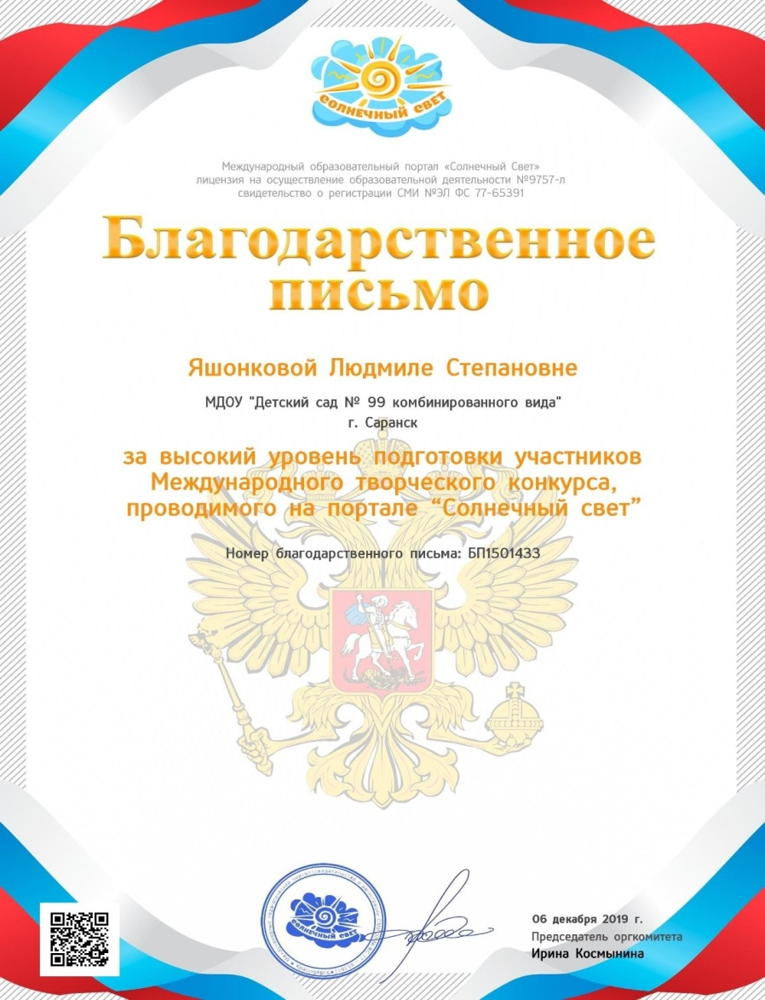 СОЛНЕЧНЫЙ СВЕТ
Международный образовательный портал «Солнечный Свет»
лицензия на осуществление образовательной деятельности №9757-л
свидетельство о регистрации СМИ №ЭЛ ФС 77-65391
Благодарственное
письмо
Яшонковой Людмиле Степановне
МДОУ "Детский сад № 99 комбинированного вида"
г. Саранск
за высокий уровень подготовки участников
Международного творческого конкурса,
проводимого на портале “Солнечный свет”
Номер благодарственного письма: БП1501433
СОЛНЕЧНЫЙ СВЕТ
06 декабря 2019 г.
Председатель оргкомитета
Ирина Космынина